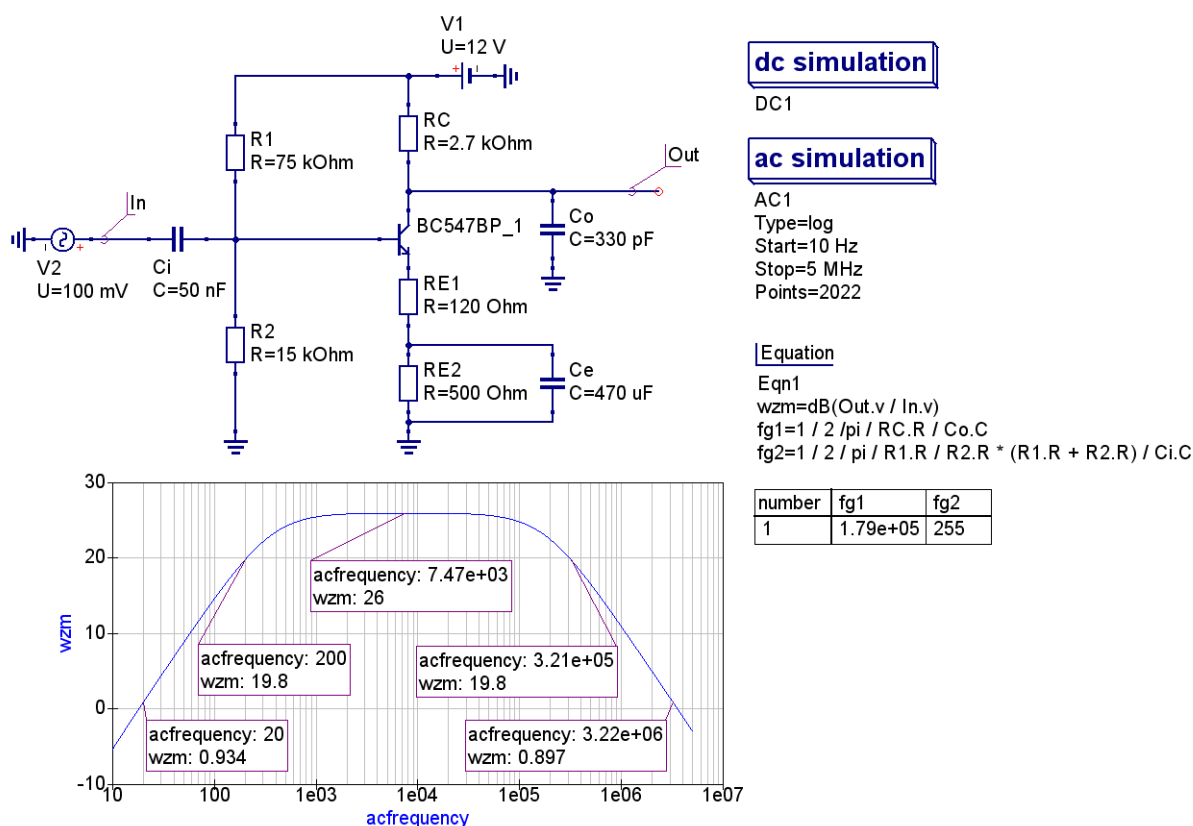 V1
U=12 V
+
-
dc simulation
DC1
RC
R=2.7 kOhm
R1
R=75 kOhm
ac simulation
Out
In
AC1
Type=log
Start=10 Hz
Stop=5 MHz
Points=2022
BC547BP_1
Co
C=330 pF
-
+
V2
U=100 mV
Ci
C=50 nF
RE1
R=120 Ohm
R2
R=15 kOhm
RE2
R=500 Ohm
Ce
C=470 uF
Equation
Eqn1
wzm=dB(Out.v / In.v)
fg1=1 / 2 /pi / RC.R / Co.C
fg2=1 / 2 / pi / R1.R / R2.R * (R1.R + R2.R) / Ci.C
number fg1 fg2
1 1.79e+05 255
30
20
10
0
-10
wzm
acfrequency: 7.47e+03
wzm: 26
acfrequency: 200
wzm: 19.8
acfrequency: 3.21e+05
wzm: 19.8
acfrequency: 20
wzm: 0.934
acfrequency: 3.22e+06
wzm: 0.897
10 100 1e03 1e04 1e05 1e06 1e07
acfrequency